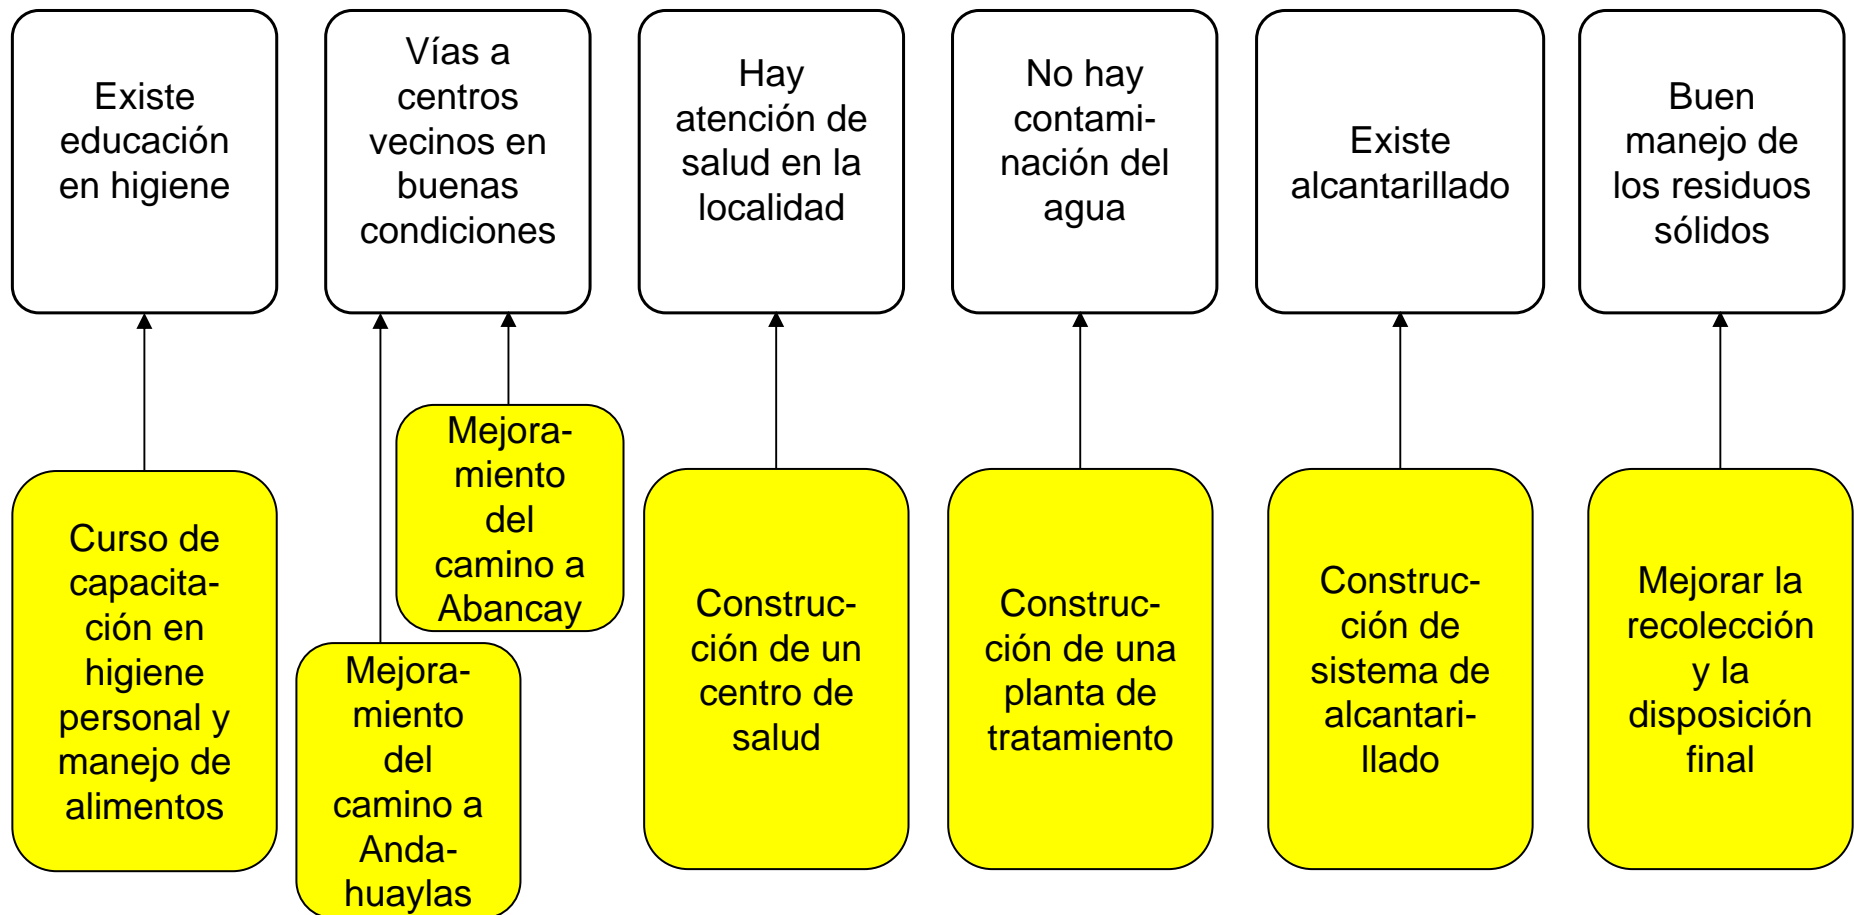 Existe
educación
en higiene
Vías a
centros
vecinos en
buenas
condiciones
Hay
atención de
salud en la
localidad
No hay
contami-
nación del
agua
Existe
alcantarillado
Buen
manejo de
los residuos
sólidos
Curso de
capacita-
ción en
higiene
personal y
manejo de
alimentos
Mejora-
miento
del
camino a
Anda-
huaylas
Mejora-
miento
del
camino a
Abancay
Construc-
ción de un
centro de
salud
Construc-
ción de una
planta de
tratamiento
Construc-
ción de
sistema de
alcantari-
llado
Mejorar la
recolección
y la
disposición
final